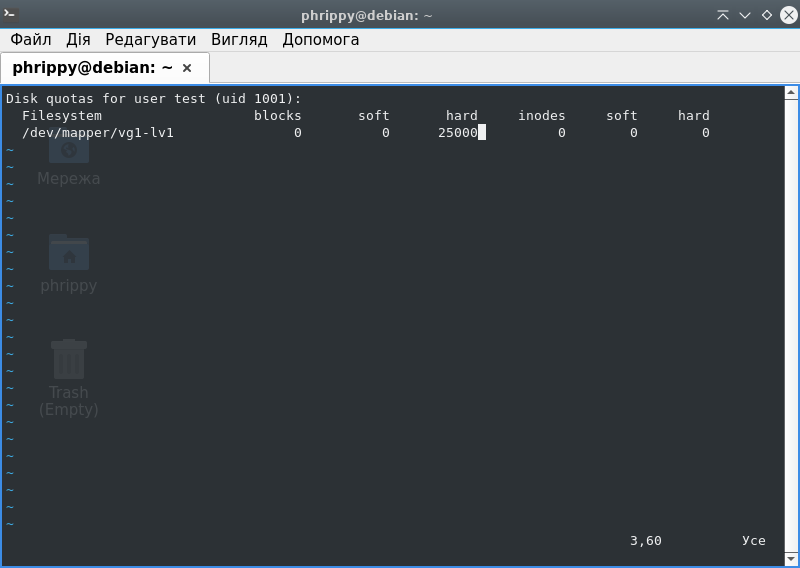 phrippy@debian: ~
Файл Дія Редагувати Вигляд Допомога
phrippy@debian: ~ ×
Disk quotas for user test (uid 1001):
Filesystem blocks soft hard inodes soft hard
/dev/mapper/vg1-lv1 0 0 25000 0 0 0
~
~
Мережа
~
~
~
~
~
~
~
phrippy
~
~
~
~
~
~
Trash
~
(Empty)
~
~
~
~
~
~
~
3,60 Усе